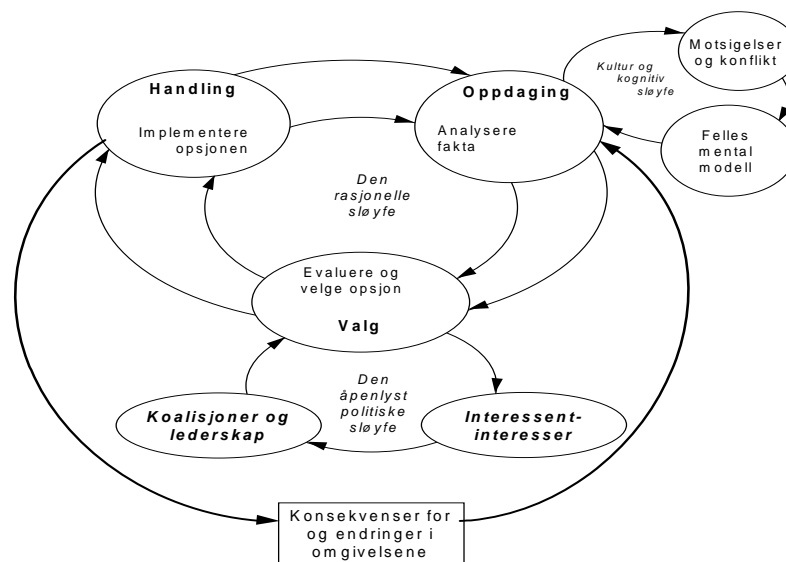 Handling
Implementere
opsjonen
Oppdaging
Analysere
fakta
Kultur og
kognitiv
sløyfe
Motsigelser
og konflikt
Felles
mental
modell
Den
rasjonelle
sløyfe
Evaluere og
velge opsjon
Valg
Den
åpenlyst
politiske
sløyfe
Koalisjoner og
lederskap
Interessent-
interesser
Konsekvenser for
og endringer i
omgivelsene